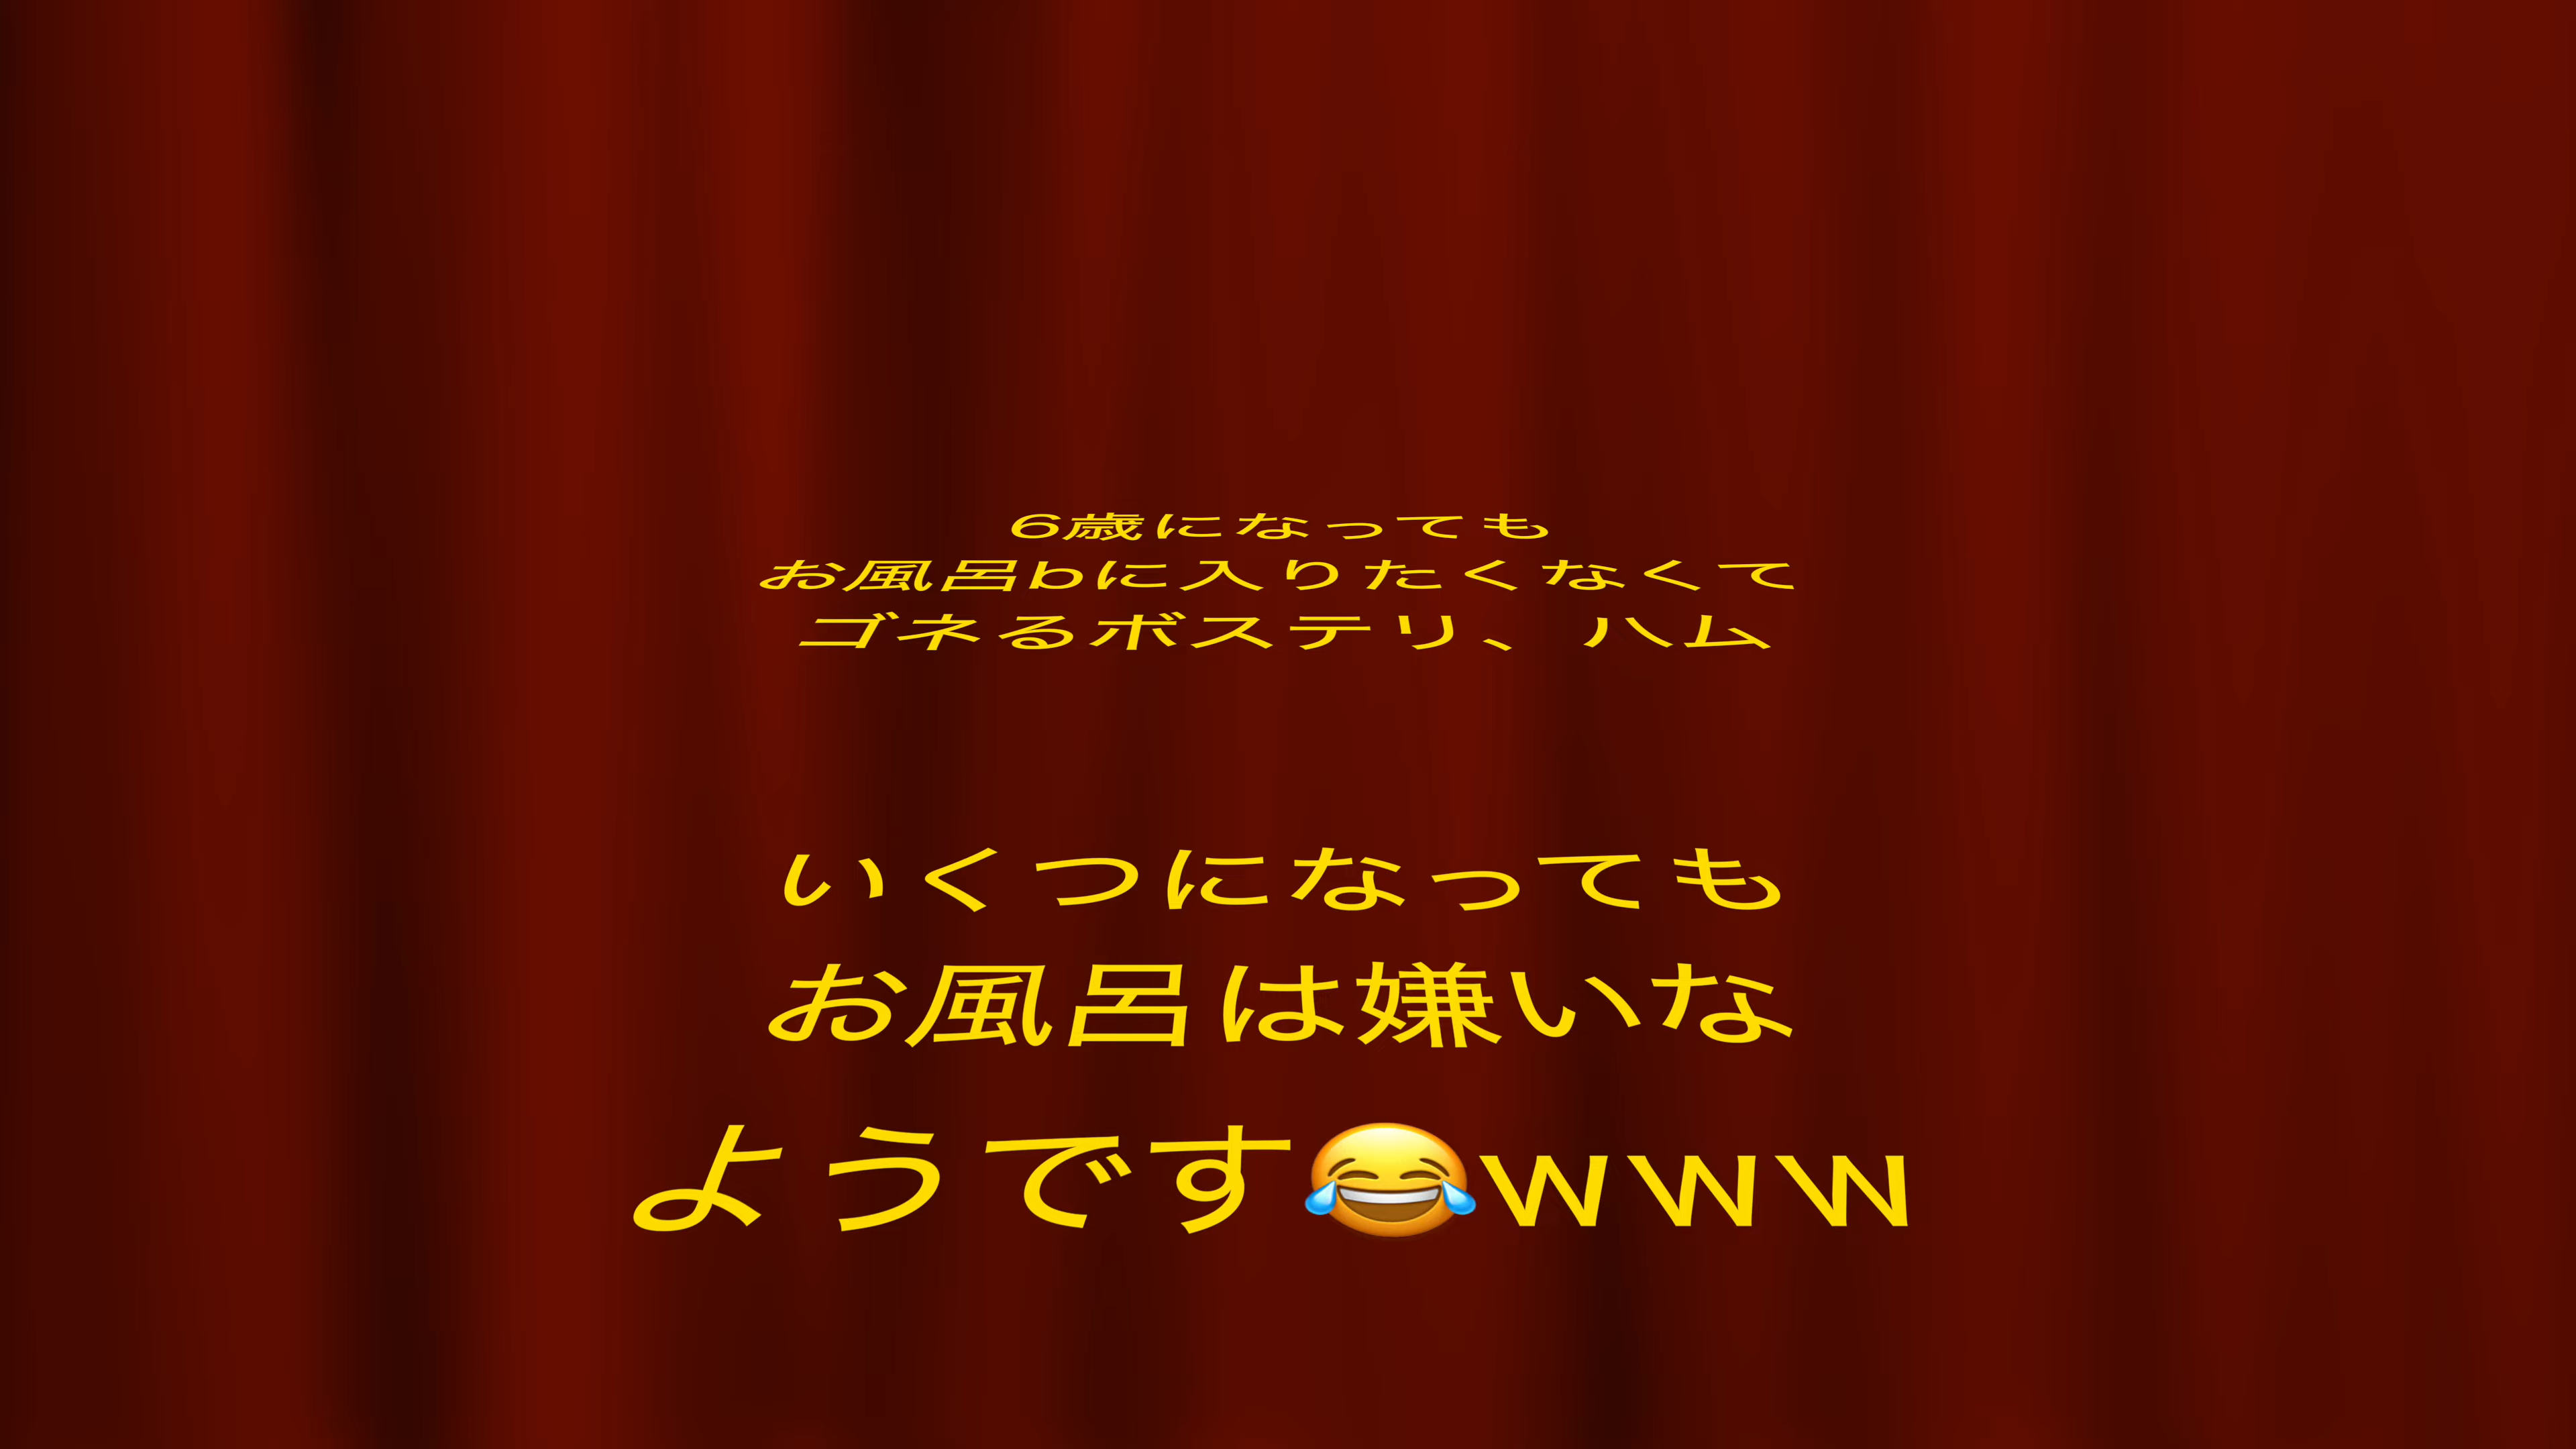 6歳になっても
お風呂bに入りたくなくて
ゴネるボステリ、ハム
いくつになっても
お風呂は嫌いな
ようです😂www